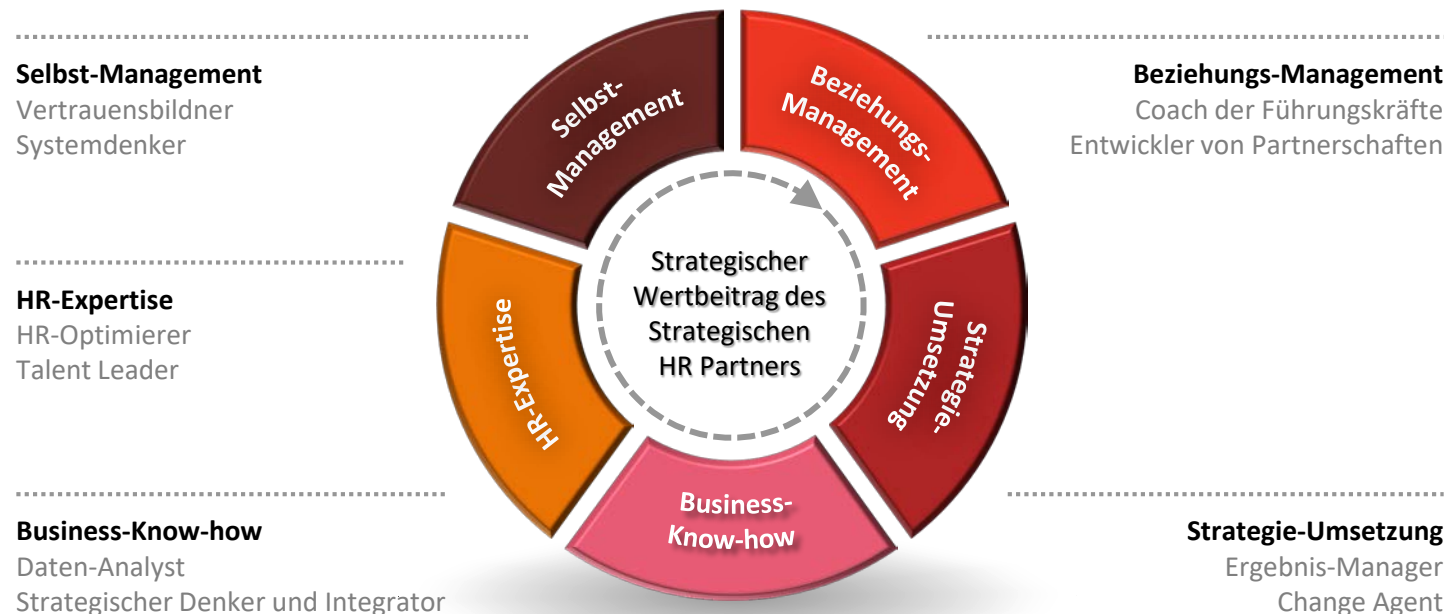 Selbst-Management
Vertrauensbildner
Systemdenker
HR-Expertise
HR-Optimierer
Talent Leader
Business-Know-how
Daten-Analyst
Strategischer Denker und Integrator
Selbst-
Management
Beziehungs-
Management
Strategie-
Umsetzung
Business-
Know-how
HR-Expertise
Strategischer
Wertbeitrag des
Strategischen
HR Partners
Beziehungs-Management
Coach der Führungskräfte
Entwickler von Partnerschaften
Strategie-Umsetzung
Ergebnis-Manager
Change Agent